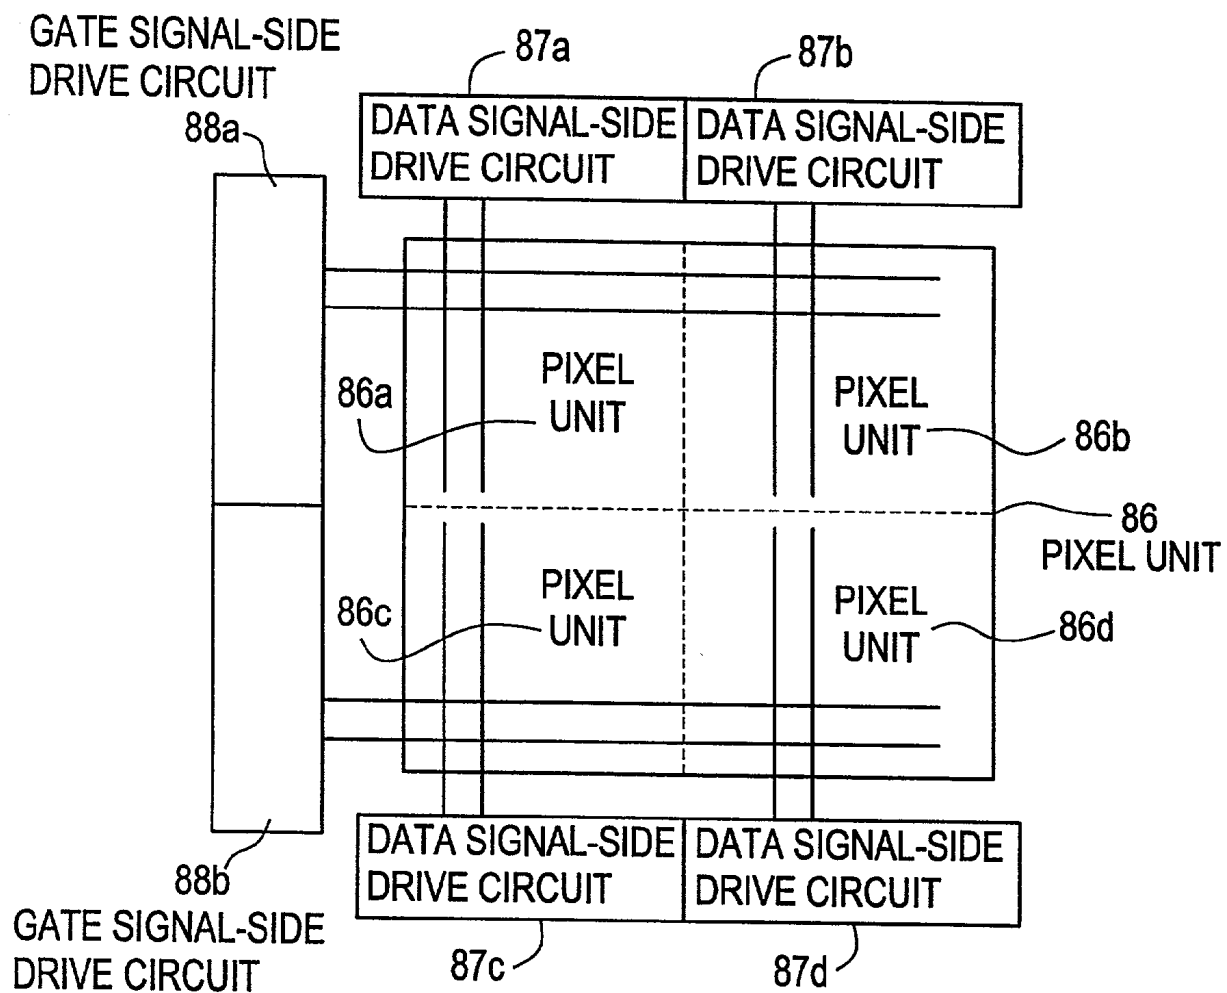 GATE SIGNAL-SIDE
DRIVE CIRCUIT
88a
87a
87b
DATA SIGNAL-SIDE
DRIVE CIRCUIT
DATA SIGNAL-SIDE
DRIVE CIRCUIT
PIXEL
UNIT
86a
PIXEL
UNIT
86b
86
PIXEL UNIT
PIXEL
UNIT
86c
PIXEL
UNIT
86d
DATA SIGNAL-SIDE
DRIVE CIRCUIT
DATA SIGNAL-SIDE
DRIVE CIRCUIT
88b
GATE SIGNAL-SIDE
DRIVE CIRCUIT
87c
87d